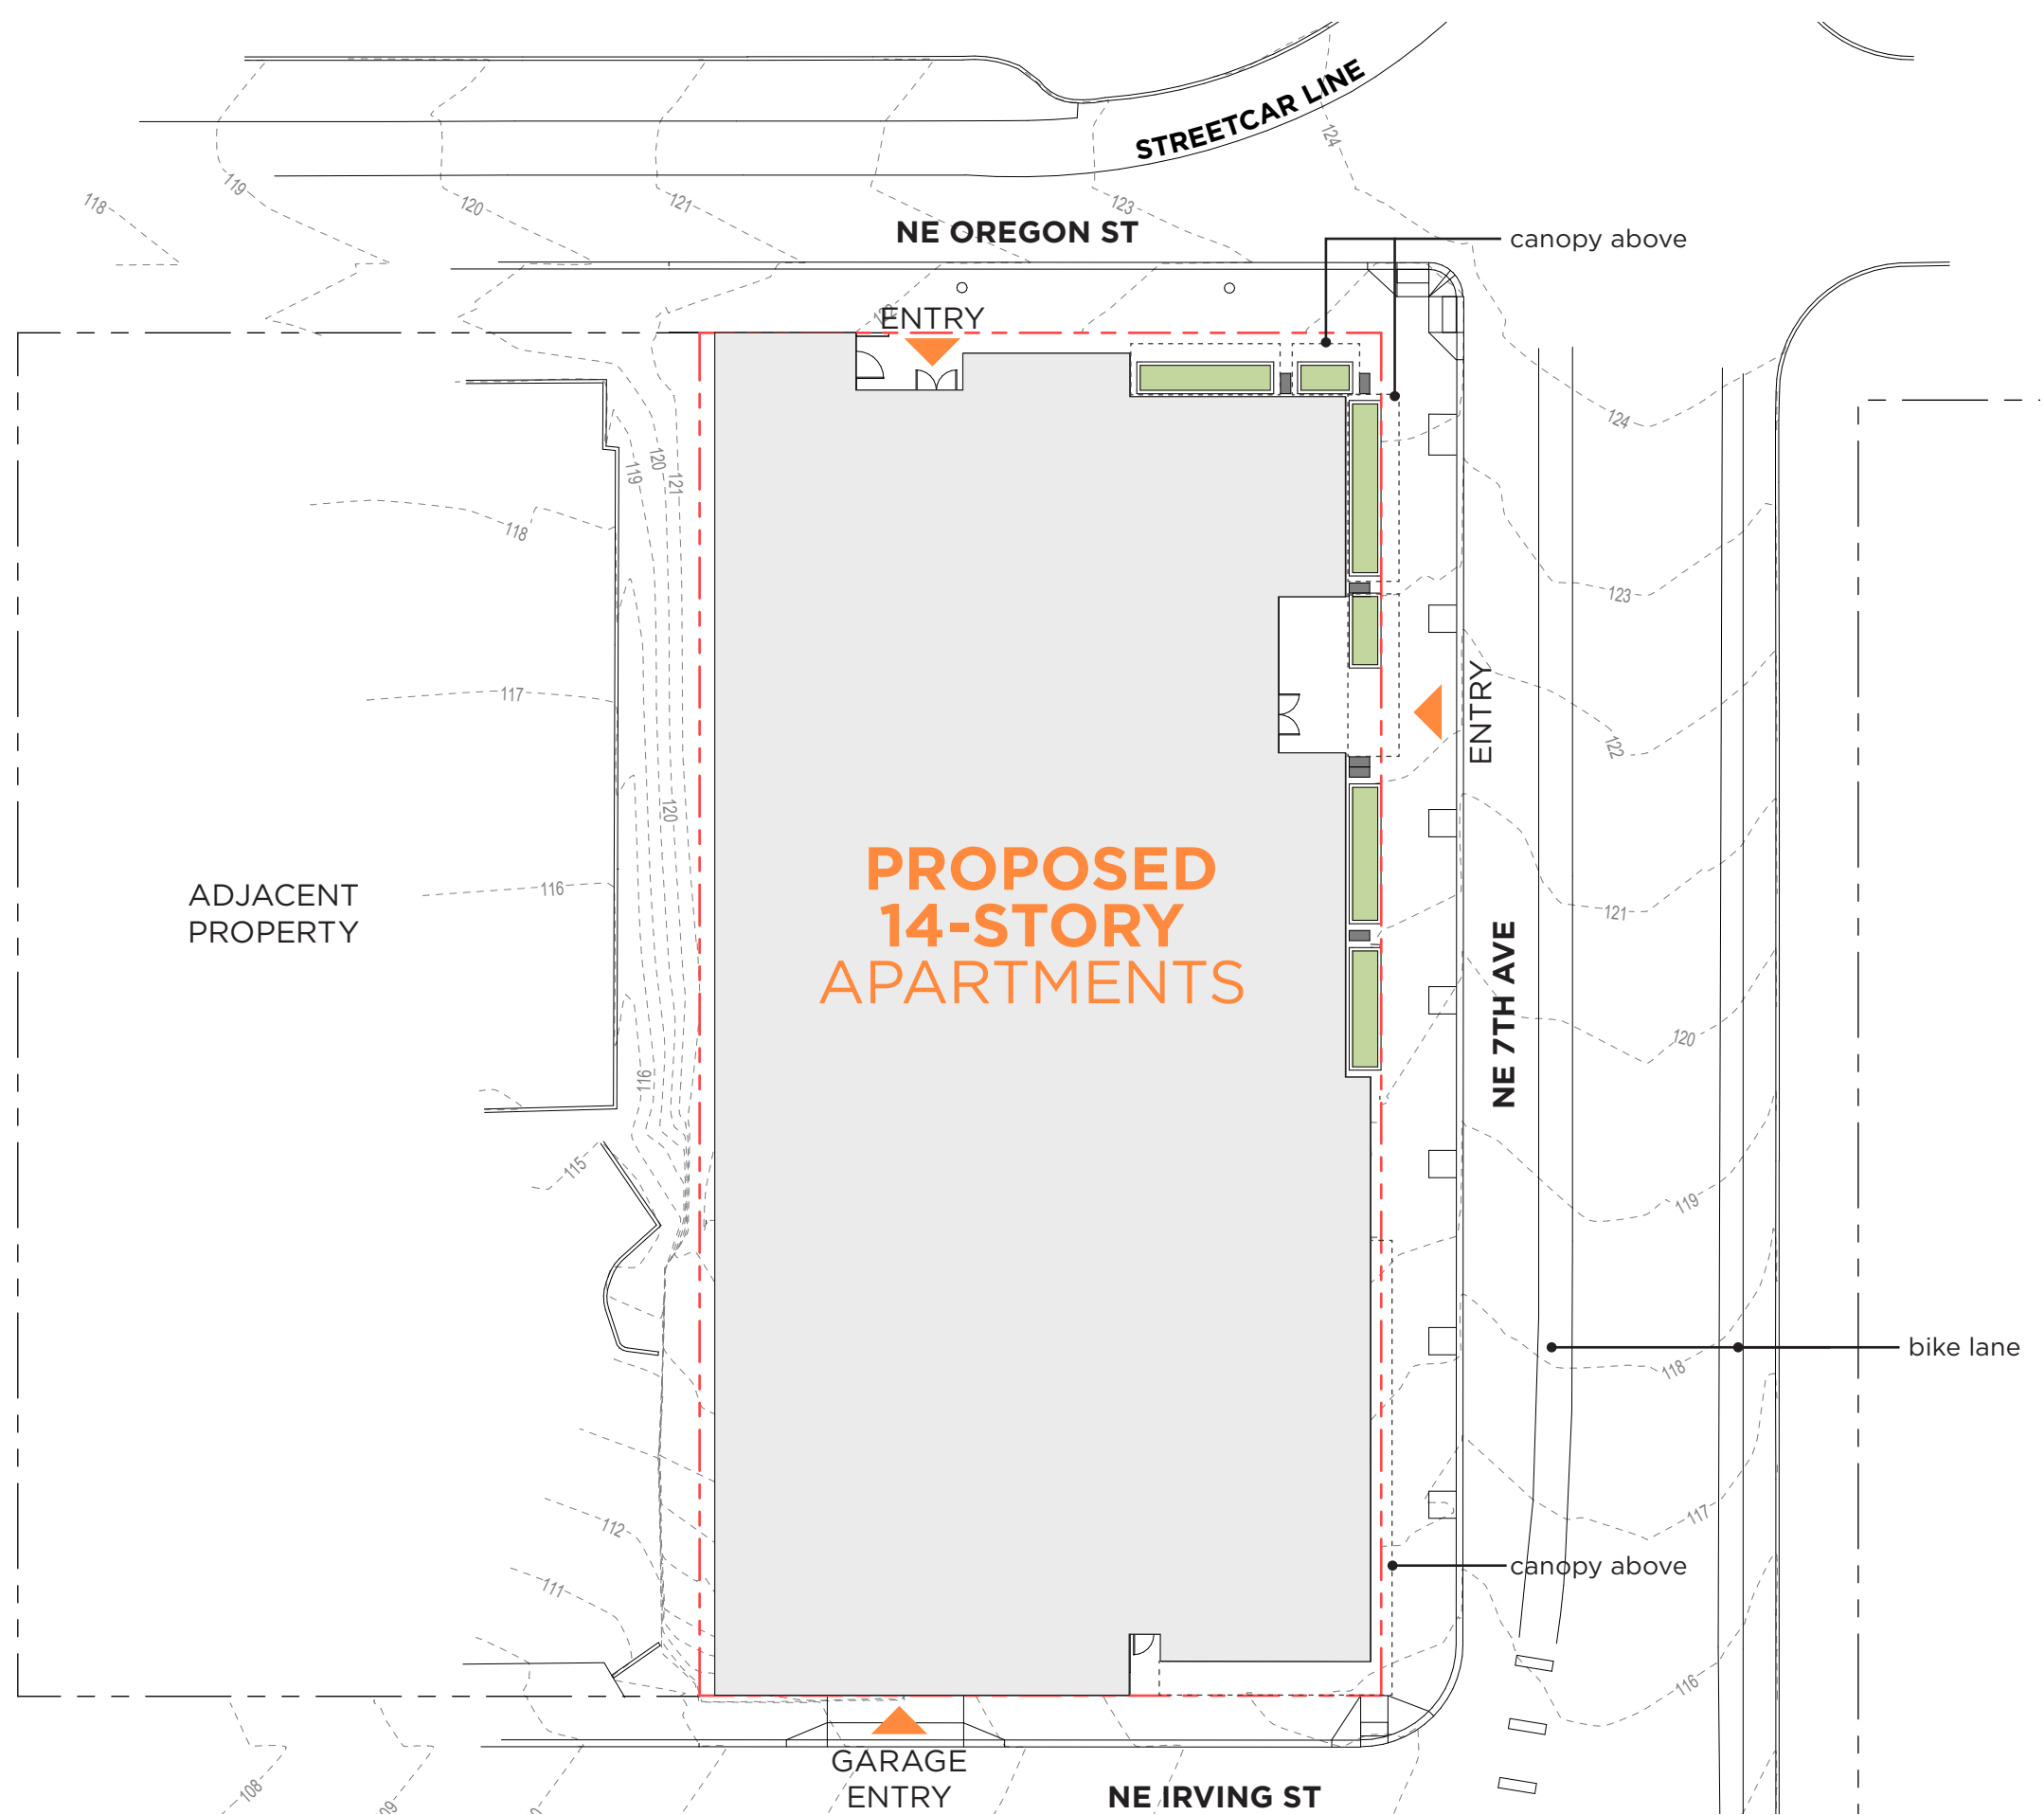 STREETCAR LINE
124
119
118
120
121
123
NE OREGON ST
canopy above
ENTRY
124
119
120
121
118
123
117
ENTRY
122
120
116
PROPOSED
14-STORY
APARTMENTS
ADJACENT
PROPERTY
121
NE 7TH AVE
120
116
115
119
bike lane
118
117
112
canopy above
111
116
GARAGE
ENTRY
NE IRVING ST
108